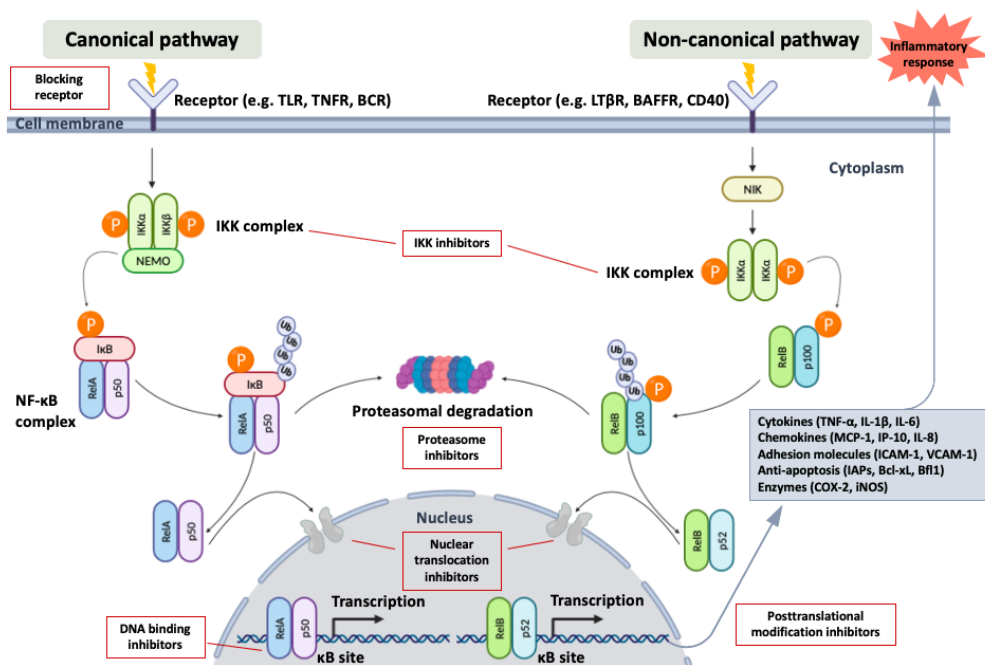 Canonical pathway
Non-canonical pathway
Inflammatory
response
Blocking
receptor
Receptor (e.g. TLR, TNFR, BCR)
Receptor (e.g. LTβR, BAFFR, CD40)
Cell membrane
Cytoplasm
NIK
P
IKKα
IKKβ
P
NEMO
IKK complex
IKK inhibitors
IKK complex
P
IKKα
IKKα
P
P
IκB
RelA
p50
NF-κB
complex
P
IκB
Ub
Ub
Ub
Ub
RelA
p50
Proteasomal degradation
Proteasome
inhibitors
Ub
Ub
Ub
Ub
P
RelB
p100
P
RelB
p100
Cytokines (TNF-α, IL-1β, IL-6)
Chemokines (MCP-1, IP-10, IL-8)
Adhesion molecules (ICAM-1, VCAM-1)
Anti-apoptosis (IAPs, Bcl-xL, Bfl1)
Enzymes (COX-2, iNOS)
RelA
p50
Nucleus
Nuclear
translocation
inhibitors
RelB
p52
DNA binding
inhibitors
RelA
p50
Transcription
κB site
RelB
p52
Transcription
κB site
Posttranslational
modification inhibitors